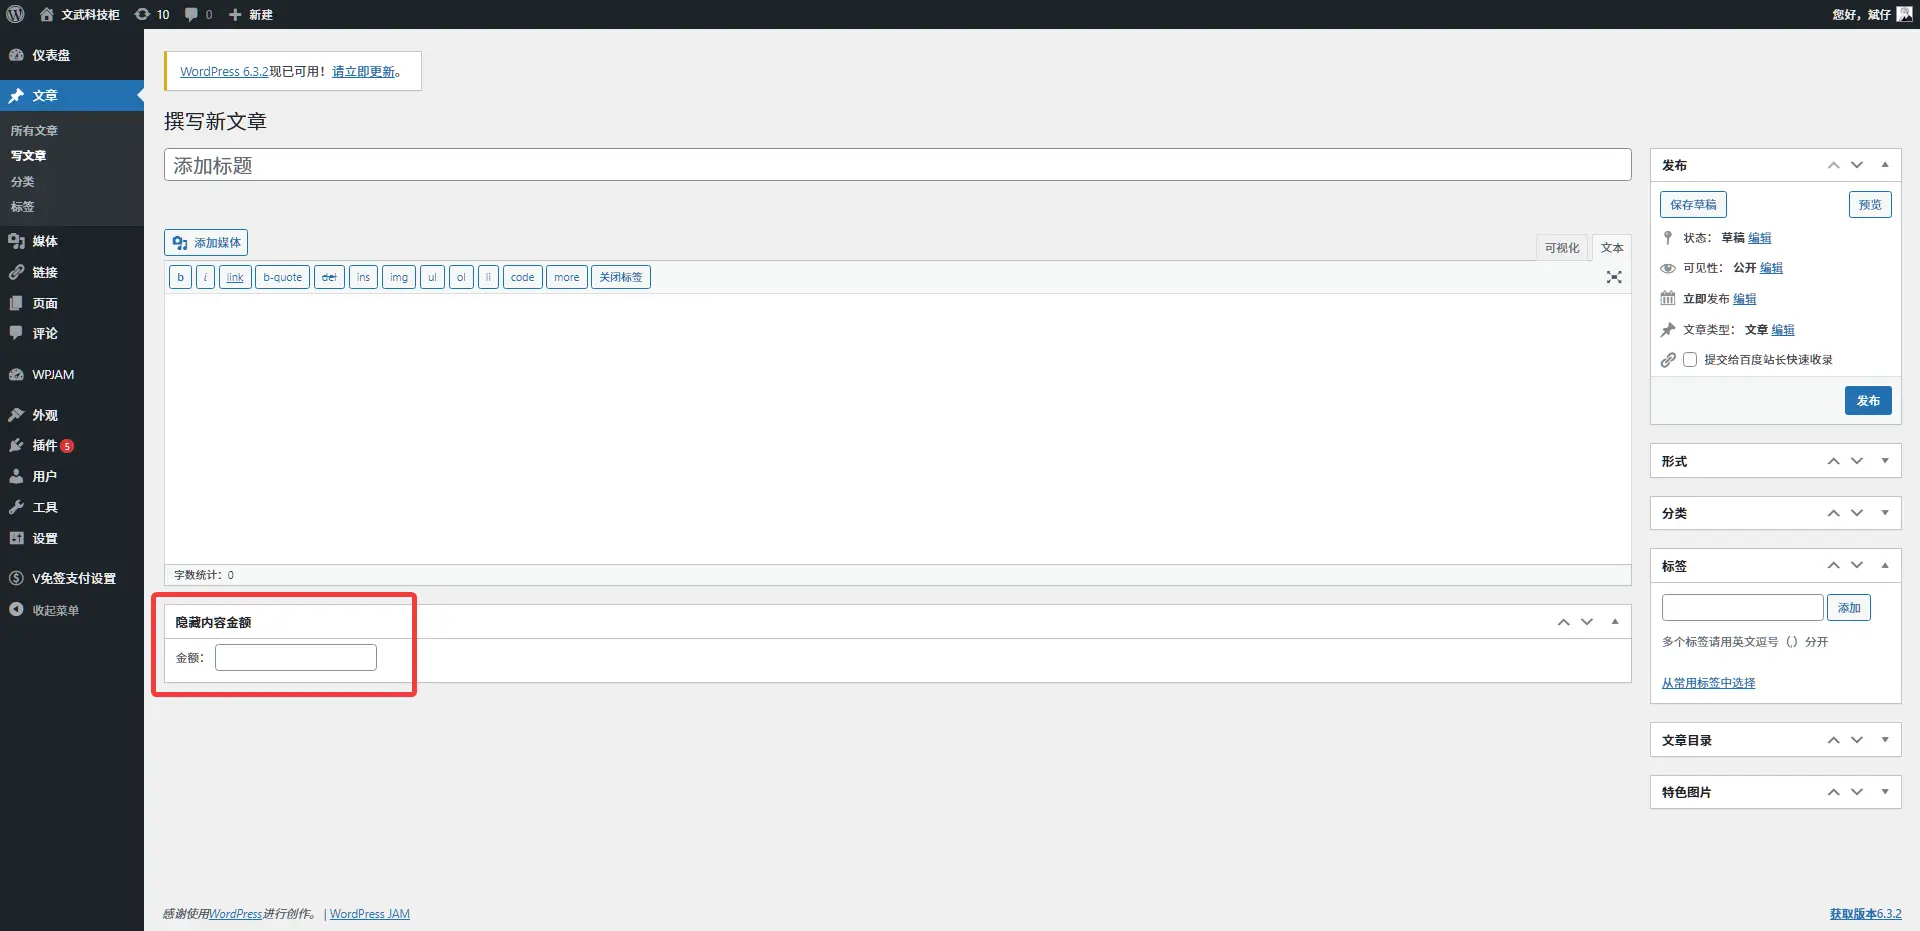 文武科技柜 10 0 新建 您好，斌仔
仪表盘
文章
所有文章
写文章
分类
标签
媒体
链接
页面
评论
WPJAM
外观
插件 5
用户
工具
设置
V免签支付设置
收起菜单
WordPress 6.3.2现已可用！请立即更新。
撰写新文章
添加标题
添加媒体
可视化 文本
b i link b-quote del ins img ul ol li code more 关闭标签
字数统计：0
隐藏内容金额
金额：
发布
保存草稿 预览
状态： 草稿 编辑
可见性： 公开 编辑
立即发布 编辑
文章类型： 文章 编辑
提交给百度站长快速收录
发布
形式
分类
标签
添加
多个标签请用英文逗号（,）分开
从常用标签中选择
文章目录
特色图片
感谢使用WordPress进行创作。 | WordPress JAM
获取版本6.3.2